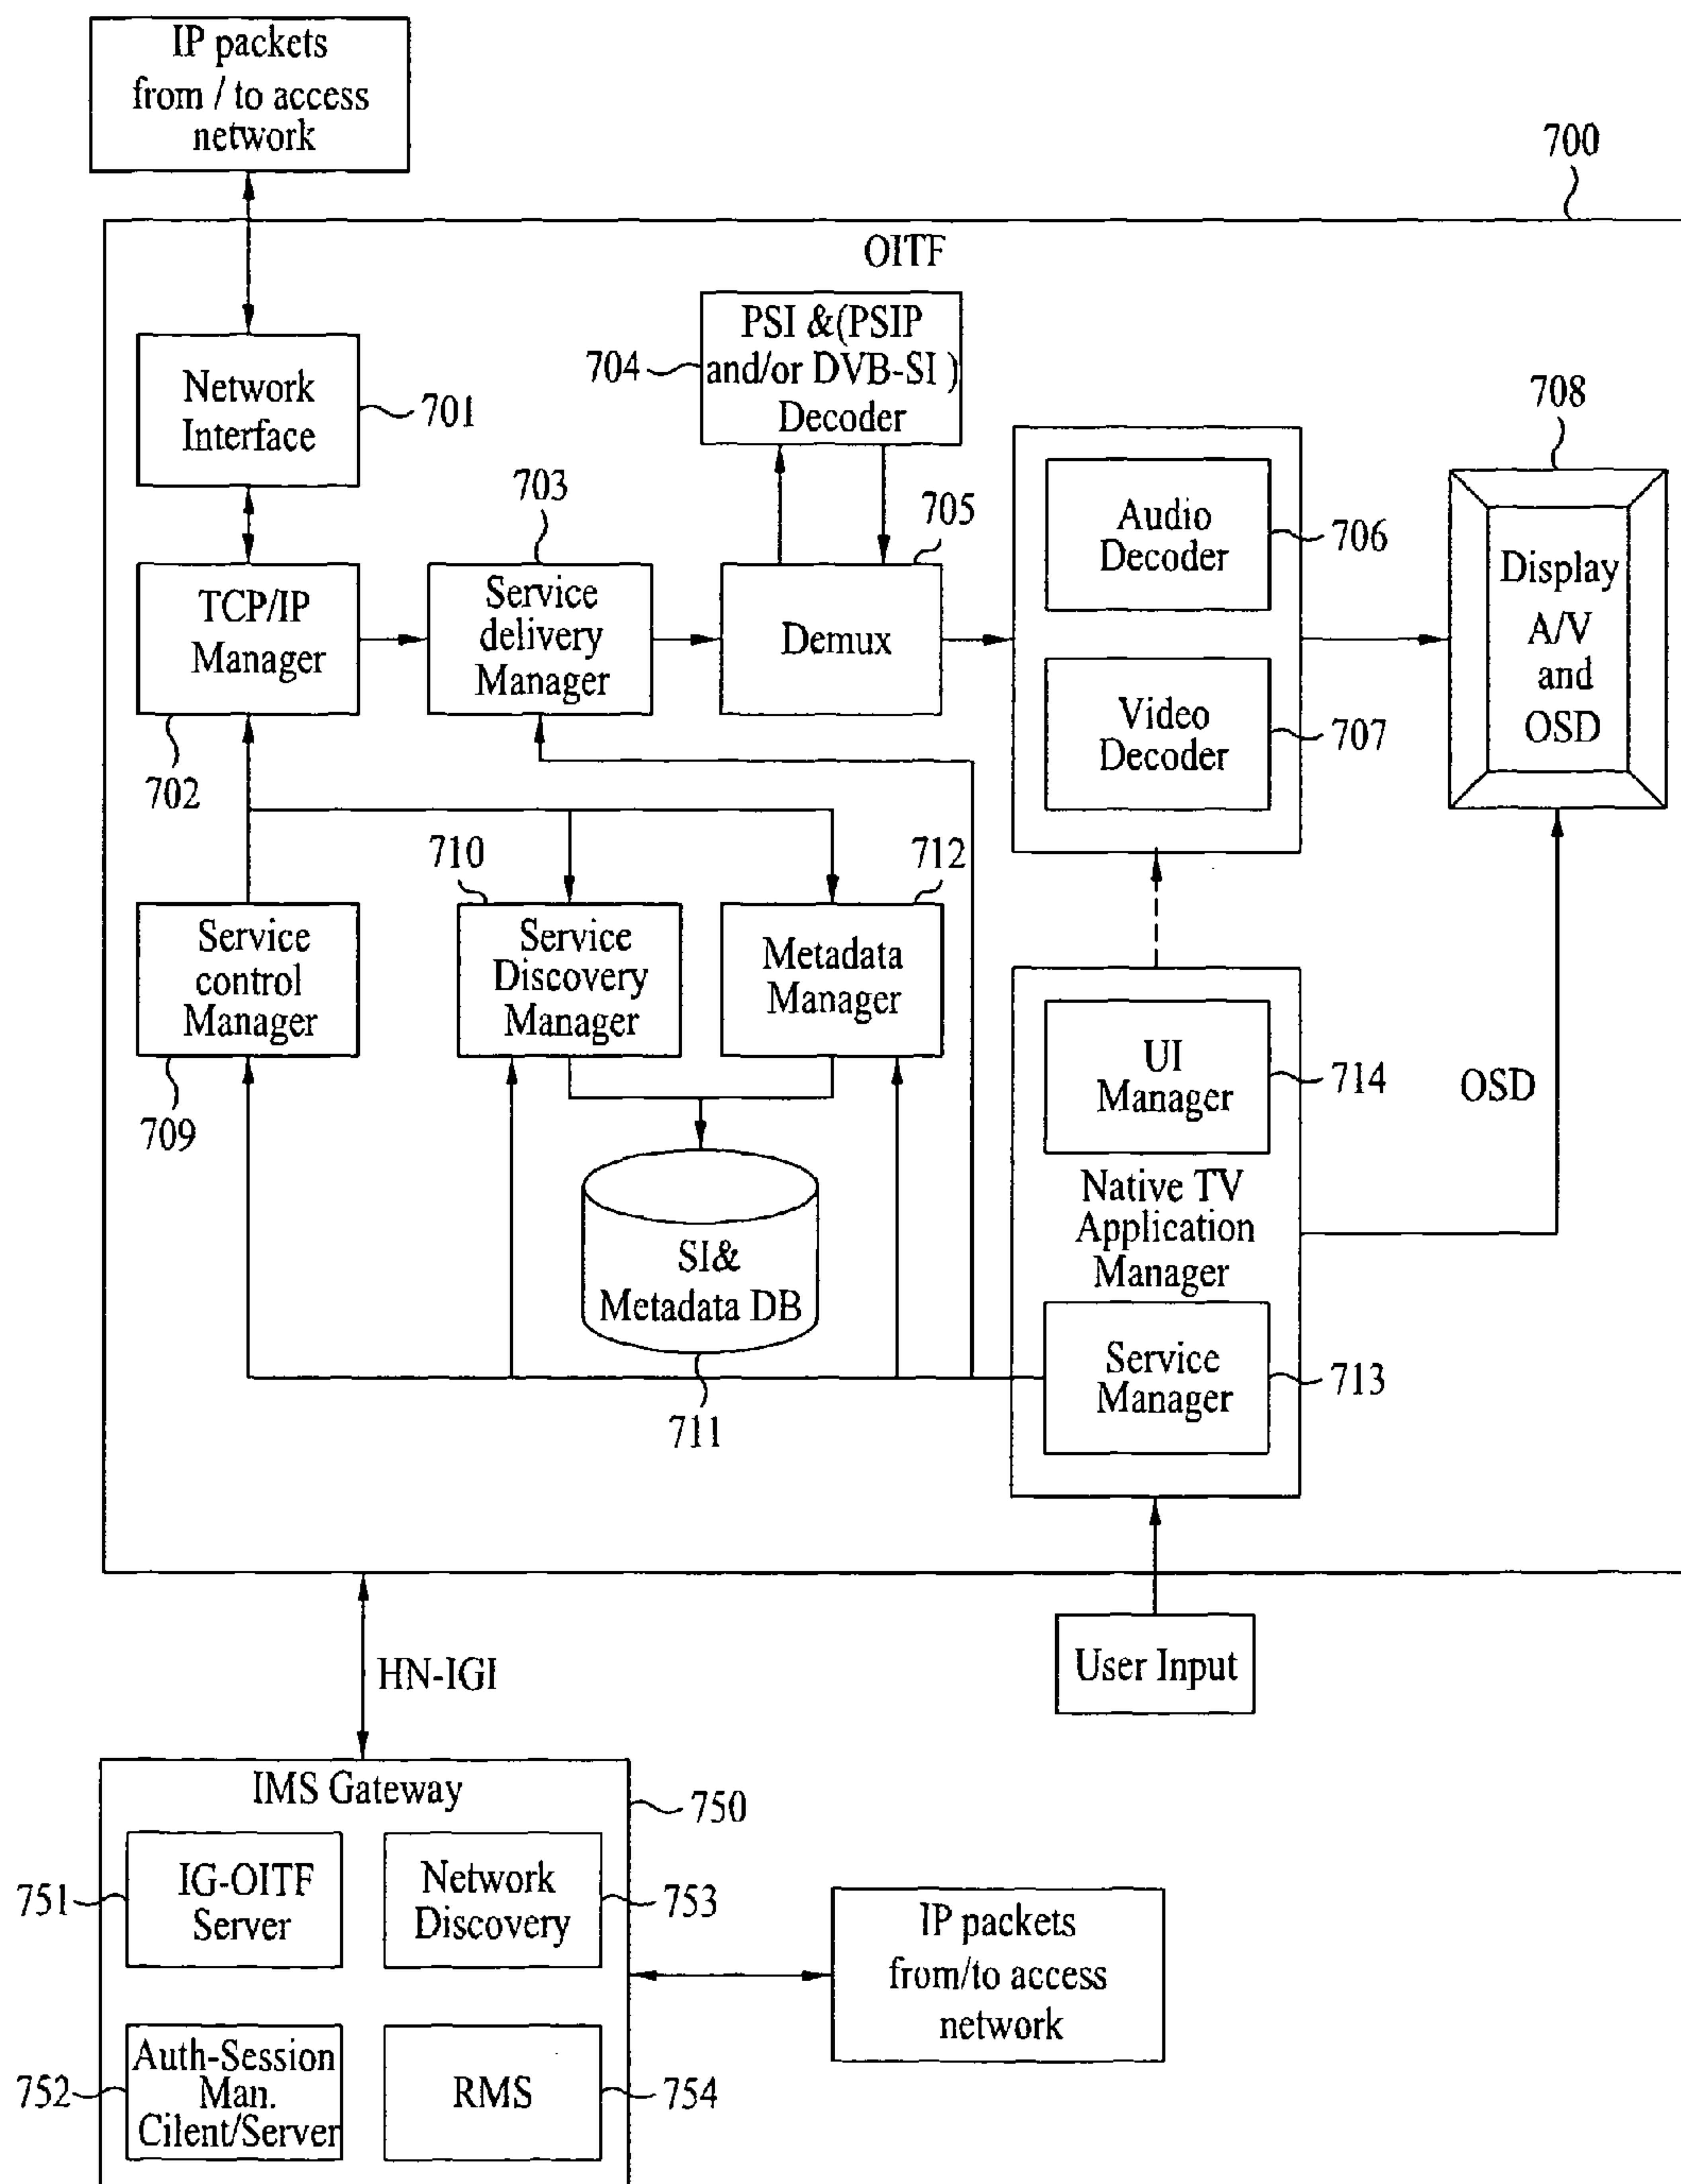 IP packets
from / to access
network
700
OITF
PSI &(PSIP
and/or DVB-SI )
Decoder
704
Network
Interface
701
708
703
705
Audio
Decoder
706
TCP/IP
Manager
Service
delivery
Manager
Demux
Display
A/V
and
OSD
Video
Decoder
707
702
710
712
Service
control
Manager
Service
Discovery
Manager
Metadata
Manager
UI
Manager
714
OSD
709
Native TV
Application
Manager
SI&
Metadata DB
Service
Manager
713
711
HN-IGI
User Input
IMS Gateway
750
751
IG-OITF
Server
Network
Discovery
753
IP packets
from/to access
network
752
Auth-Session
Man.
Cilent/Server
RMS
754